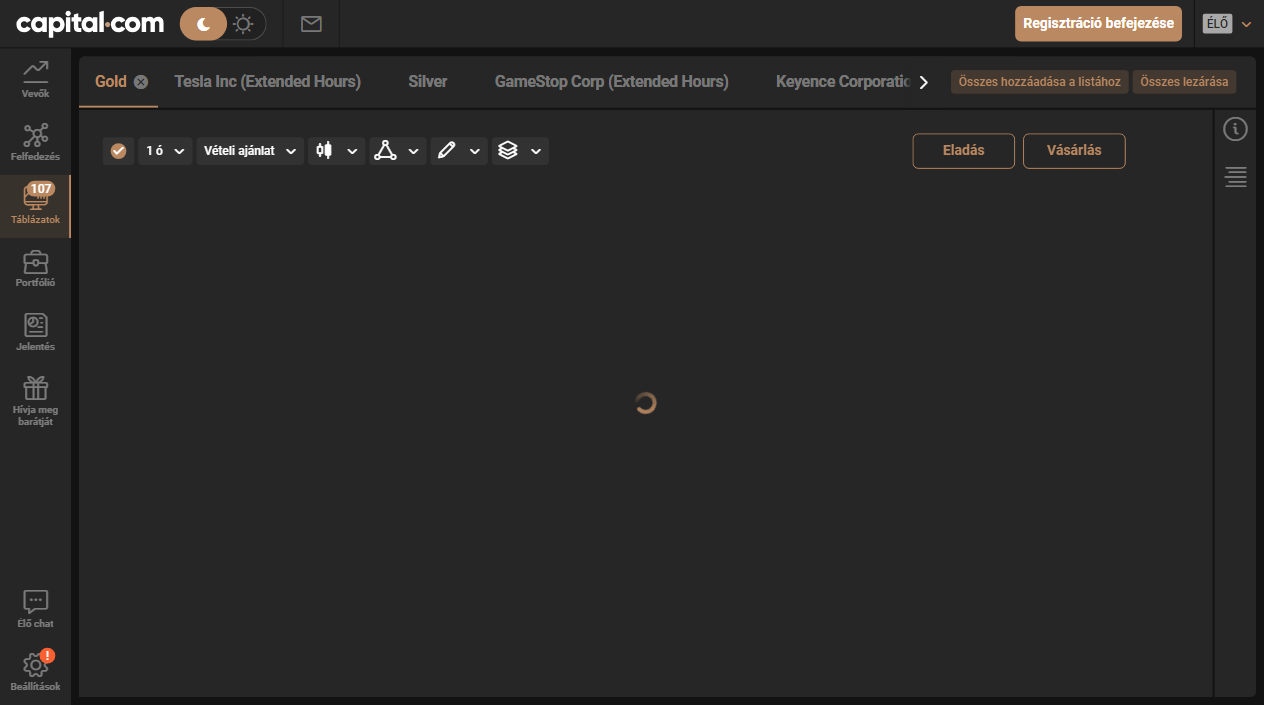 capital.com
Regisztráció befejezése
ÉLŐ
Vevők
Felfedezés
107
Táblázatok
Portfólió
Jelentés
Hívja meg
barátját
Élő chat
!
Beállítások
Gold
Tesla Inc (Extended Hours)
Silver
GameStop Corp (Extended Hours)
Keyence Corporatic
Összes hozzáadása a listához
Összes lezárása
1 ó
Vételi ajánlat
Eladás
Vásárlás